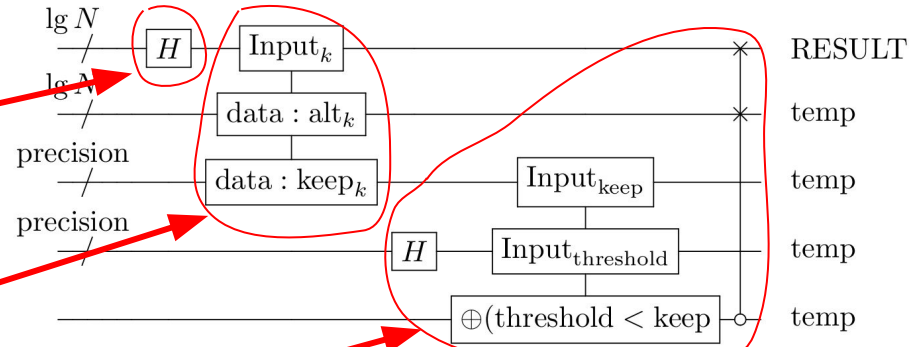 lg N
H Input_k RESULT
lg N
data : alt_k temp
precision
data : keep_k Input_keep temp
precision
H Input_threshold temp
⊕(threshold < keep temp